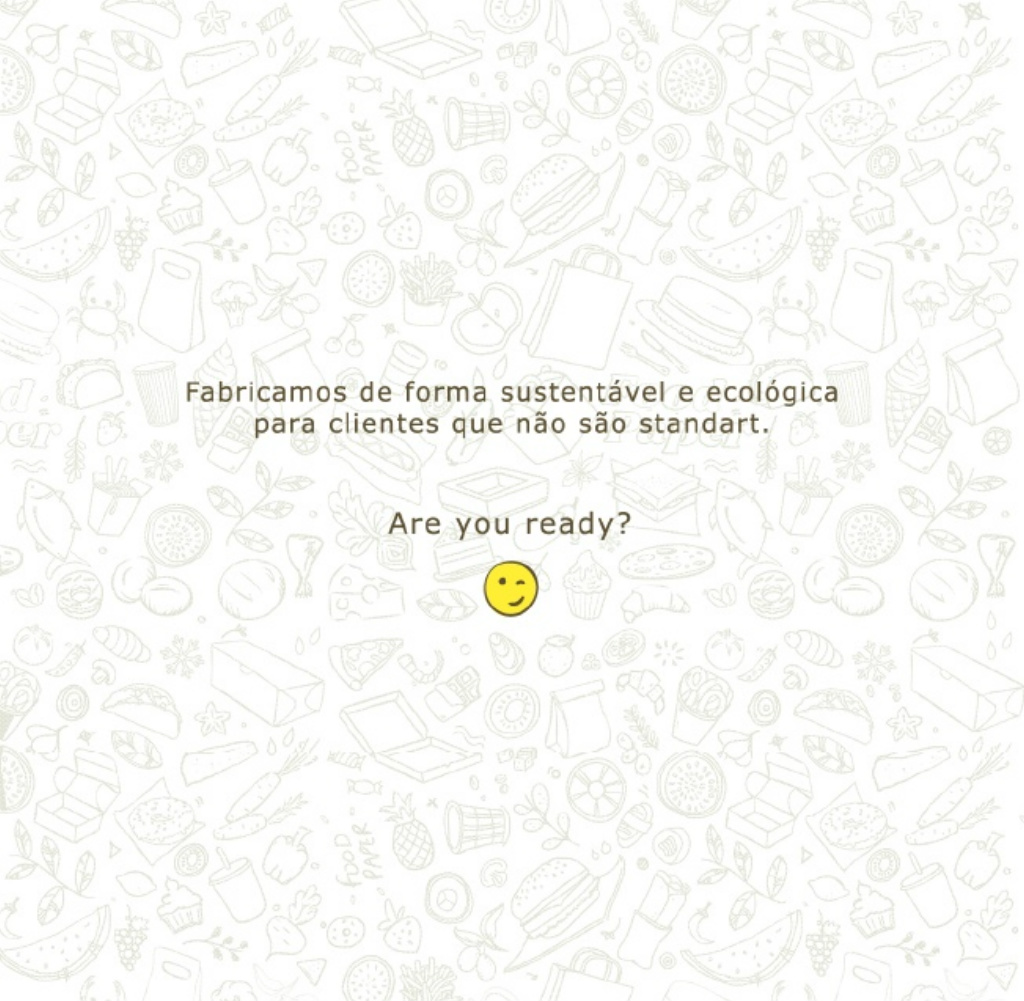 food
paper
Fabricamos de forma sustentável e ecológica
para clientes que não são standart.
Are you ready?
food
paper